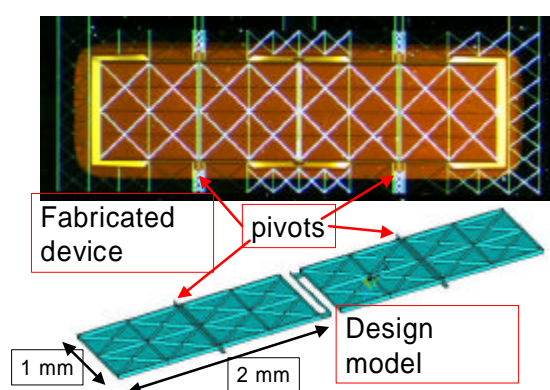 Fabricated
device
pivots
Design
model
1 mm
2 mm